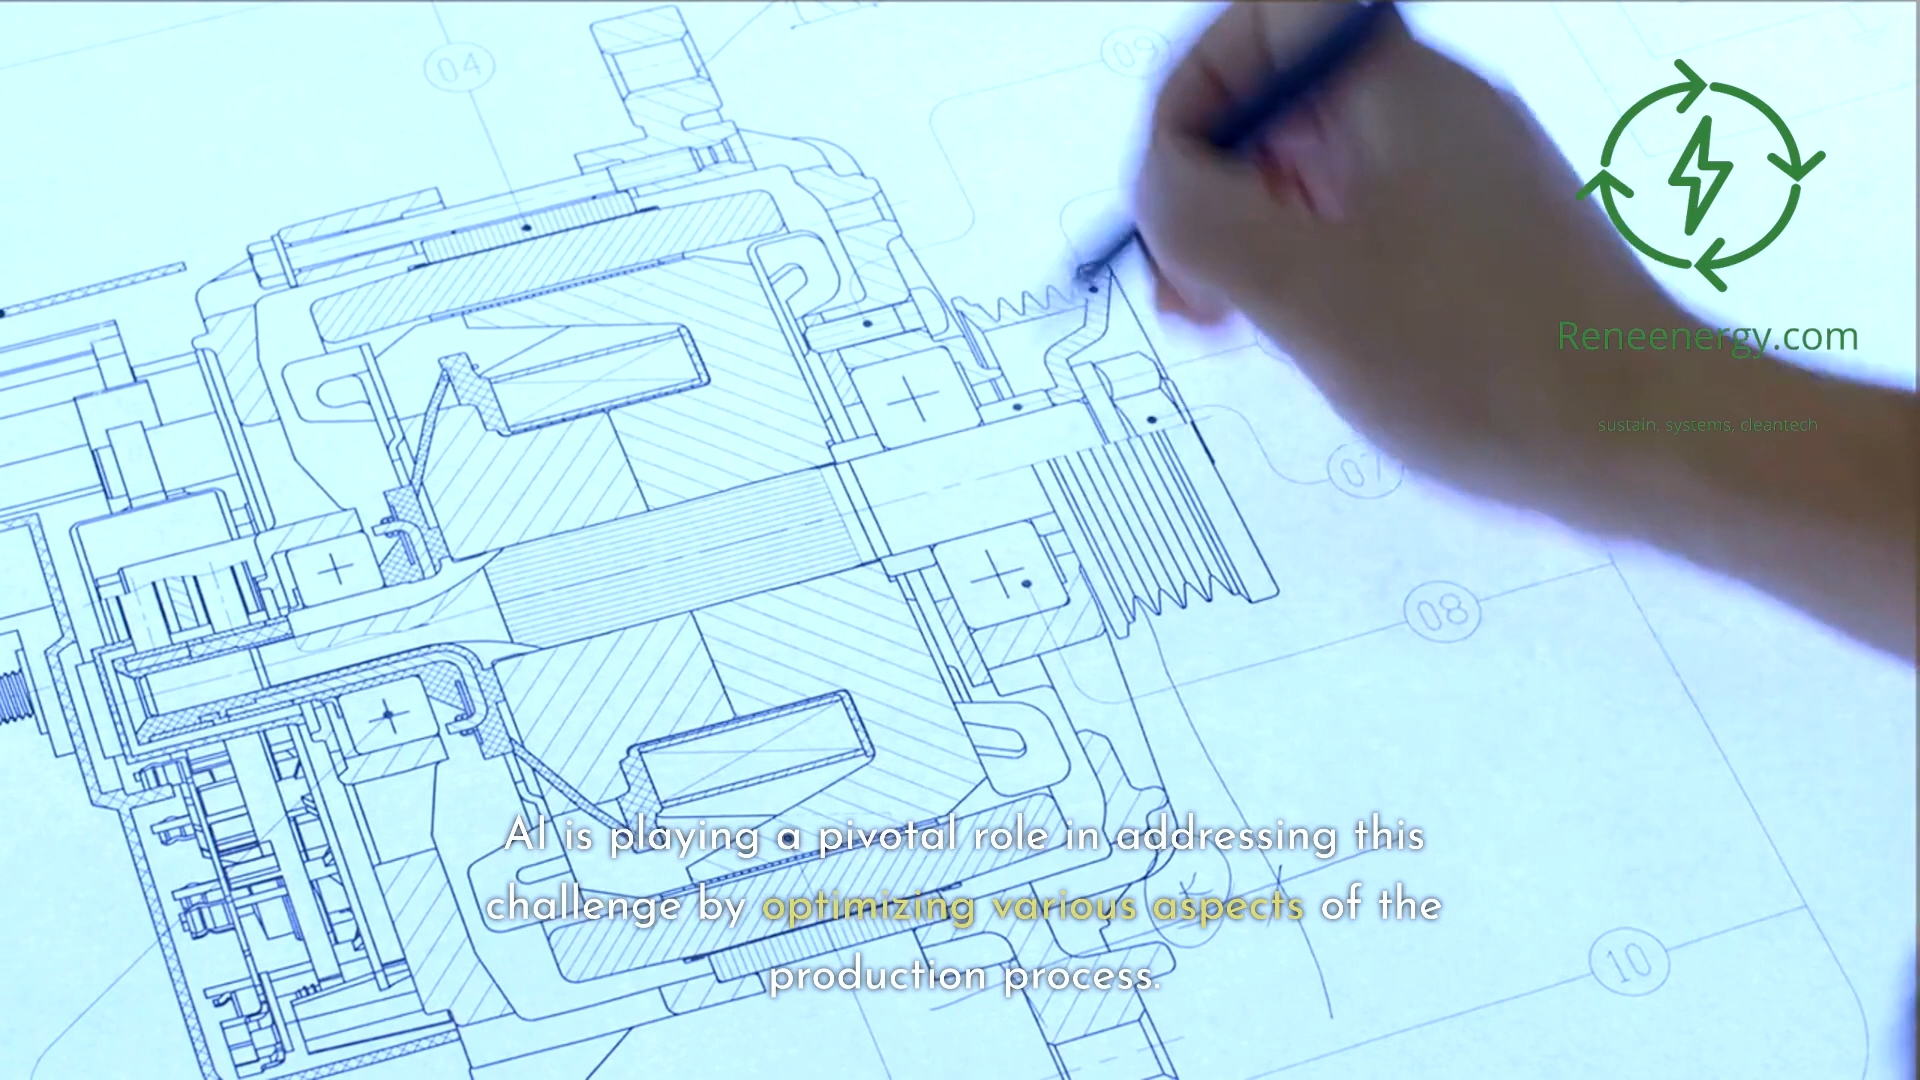 04
09
Reneenergy.com
sustain, systems, cleantech
07
08
AI is playing a pivotal role in addressing this
challenge by optimizing various aspects of the
production process.
K
10